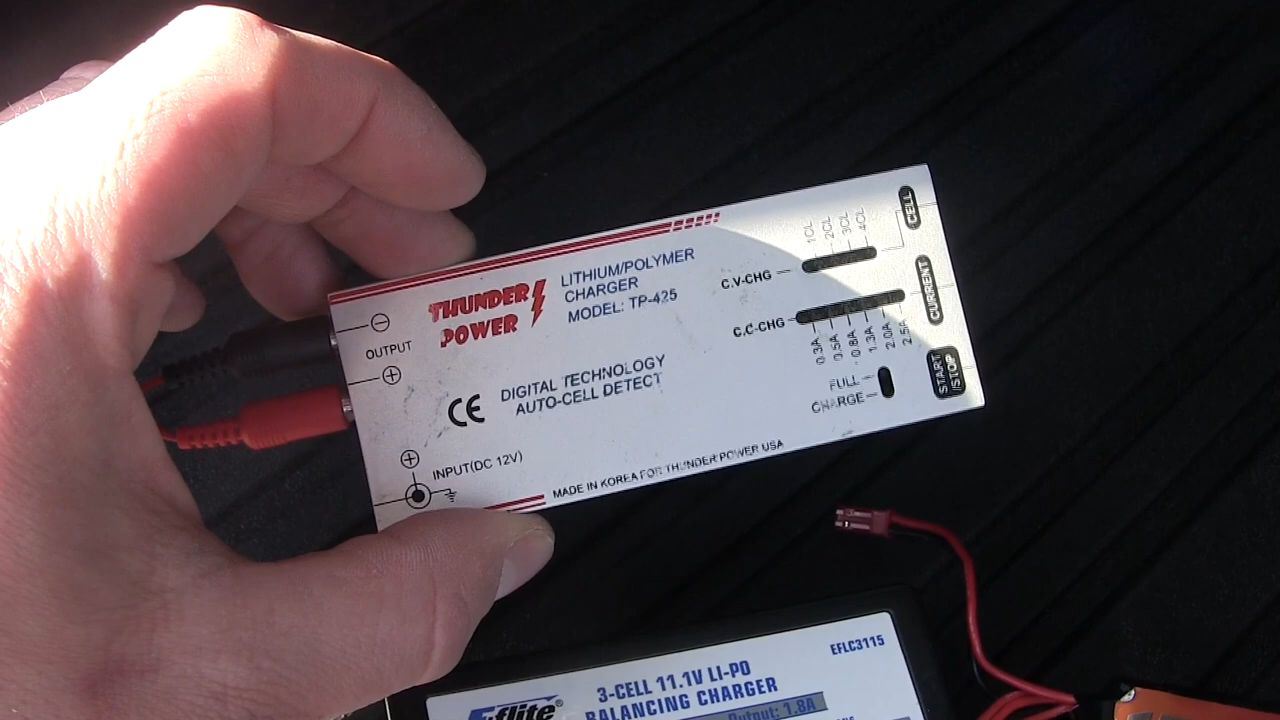 THUNDER
POWER
LITHIUM/POLYMER
CHARGER
MODEL: TP-425
OUTPUT
CE
DIGITAL TECHNOLOGY
AUTO-CELL DETECT
INPUT(DC 12V)
MADE IN KOREA FOR THUNDER POWER USA
C.V-CHG
1CL
2CL
3CL
4CL
C.C-CHG
0.3A
0.5A
0.8A
1.3A
2.0A
2.5A
FULL
CHARGE
CELL
CURRENT
START
/STOP
EFLC3115
E-flite®
3-CELL 11.1V LI-PO
BALANCING CHARGER
Output: 1.8A